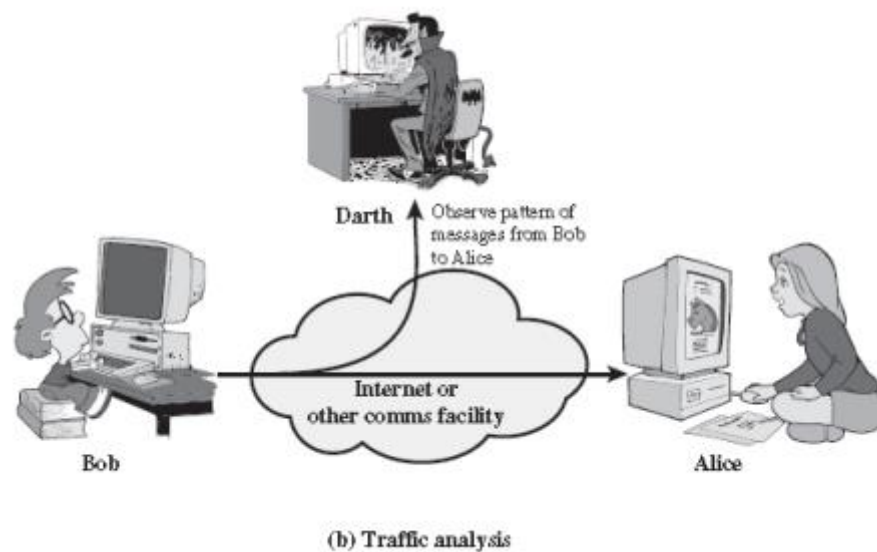 Darth
Observe pattern of
messages from Bob
to Alice
Internet or
other comms facility
Bob
Alice
(b) Traffic analysis